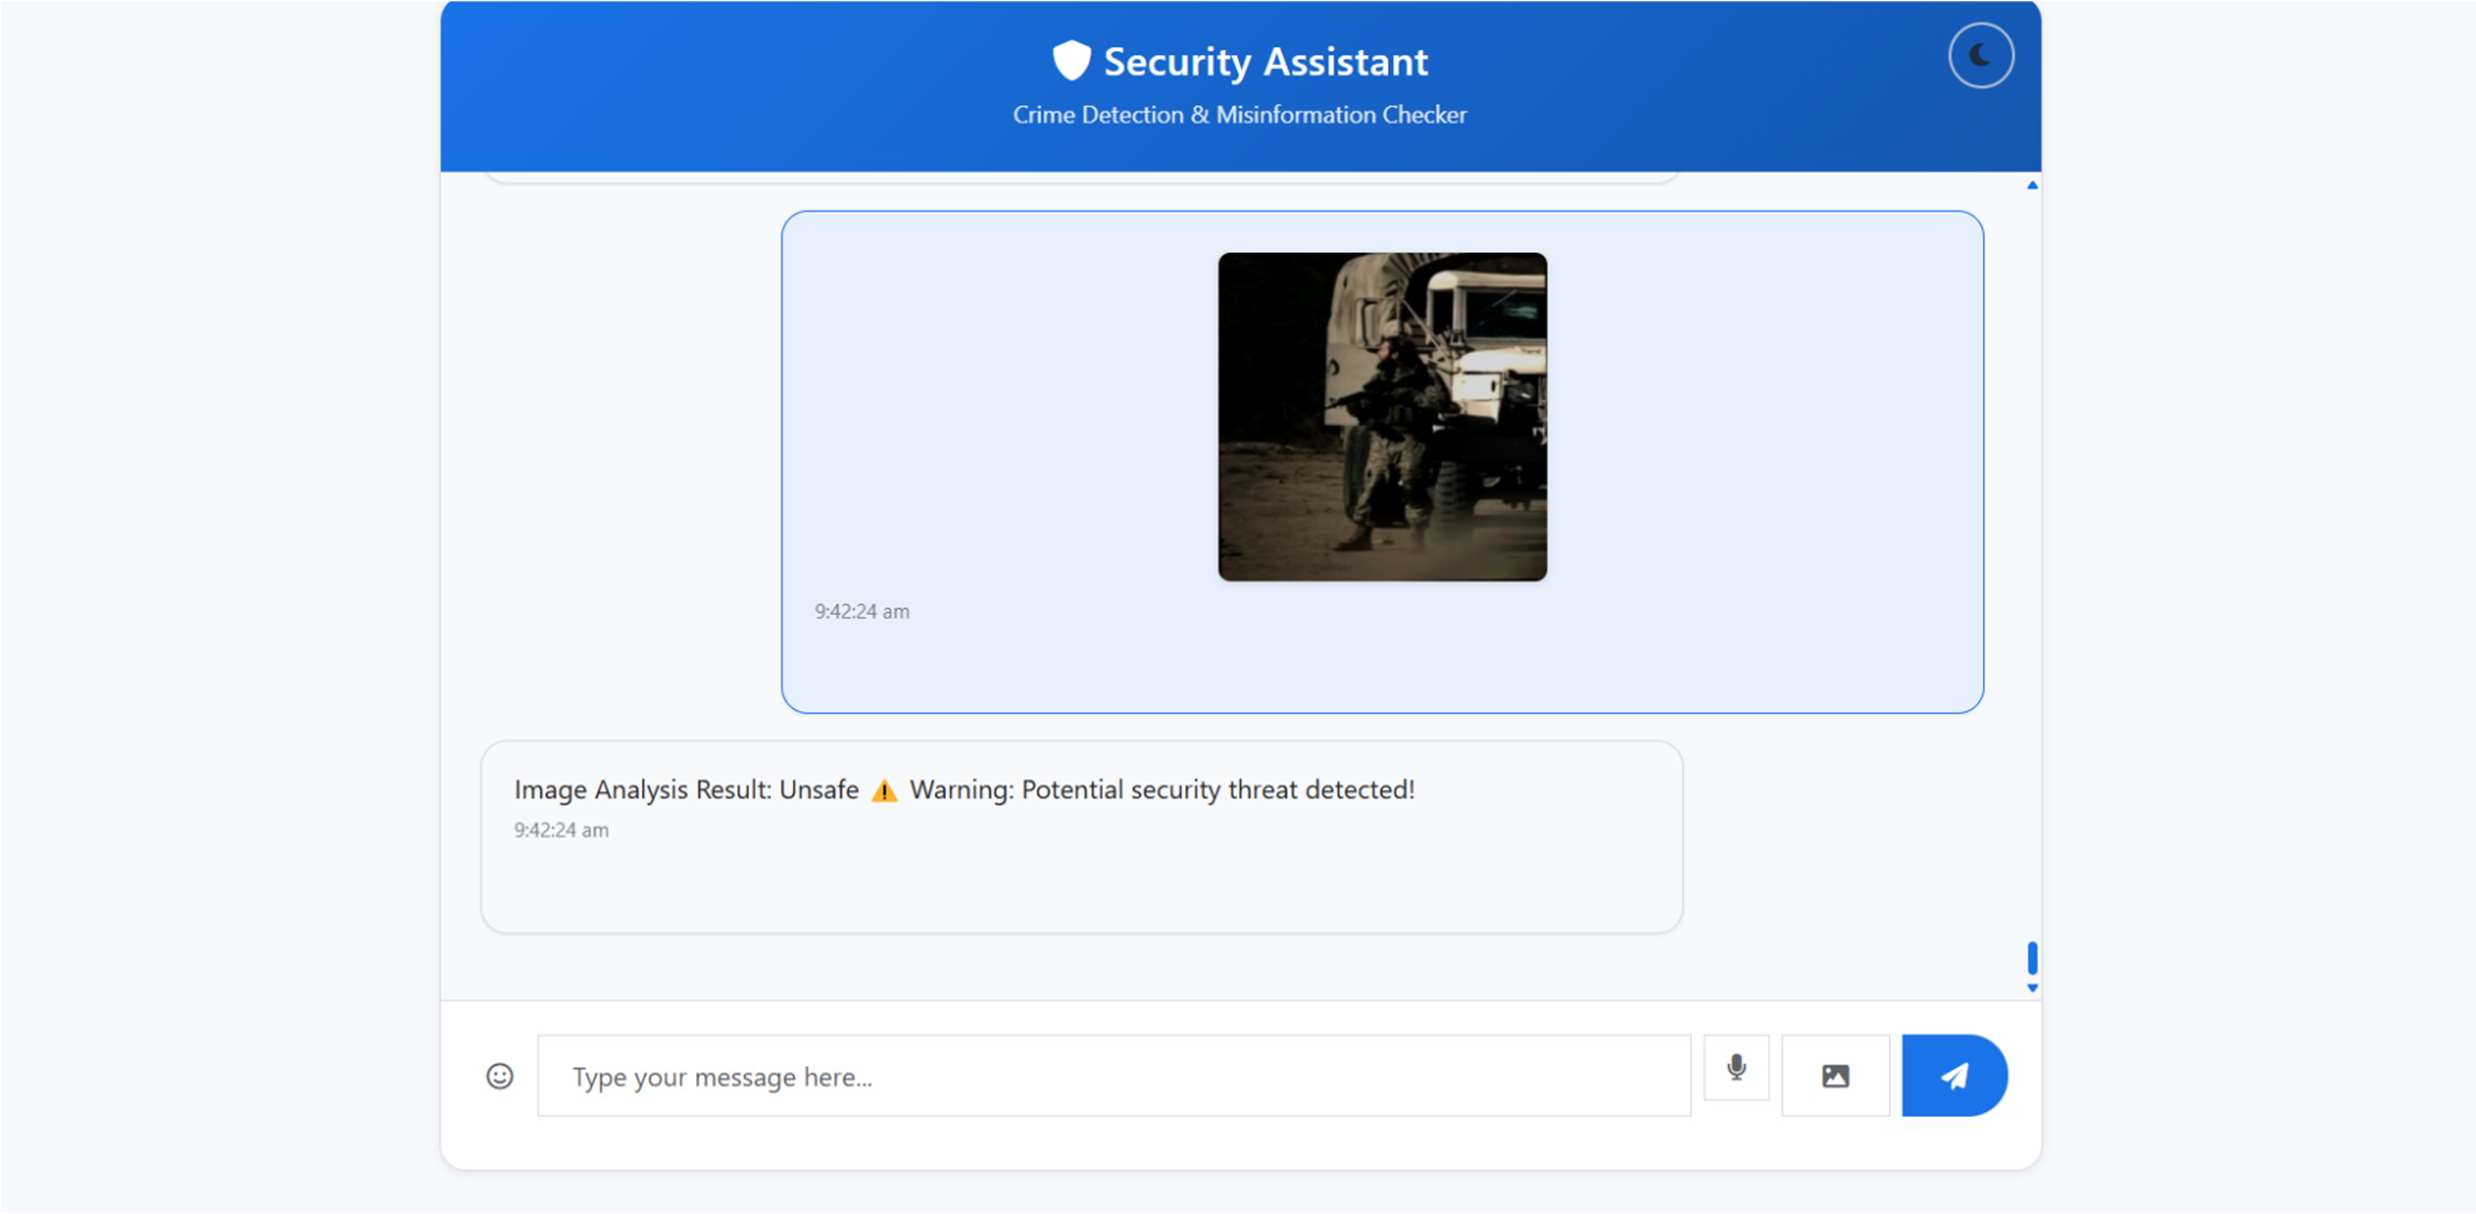 Security Assistant
Crime Detection & Misinformation Checker
9:42:24 am
Image Analysis Result: Unsafe ⚠️ Warning: Potential security threat detected!
9:42:24 am
Type your message here...